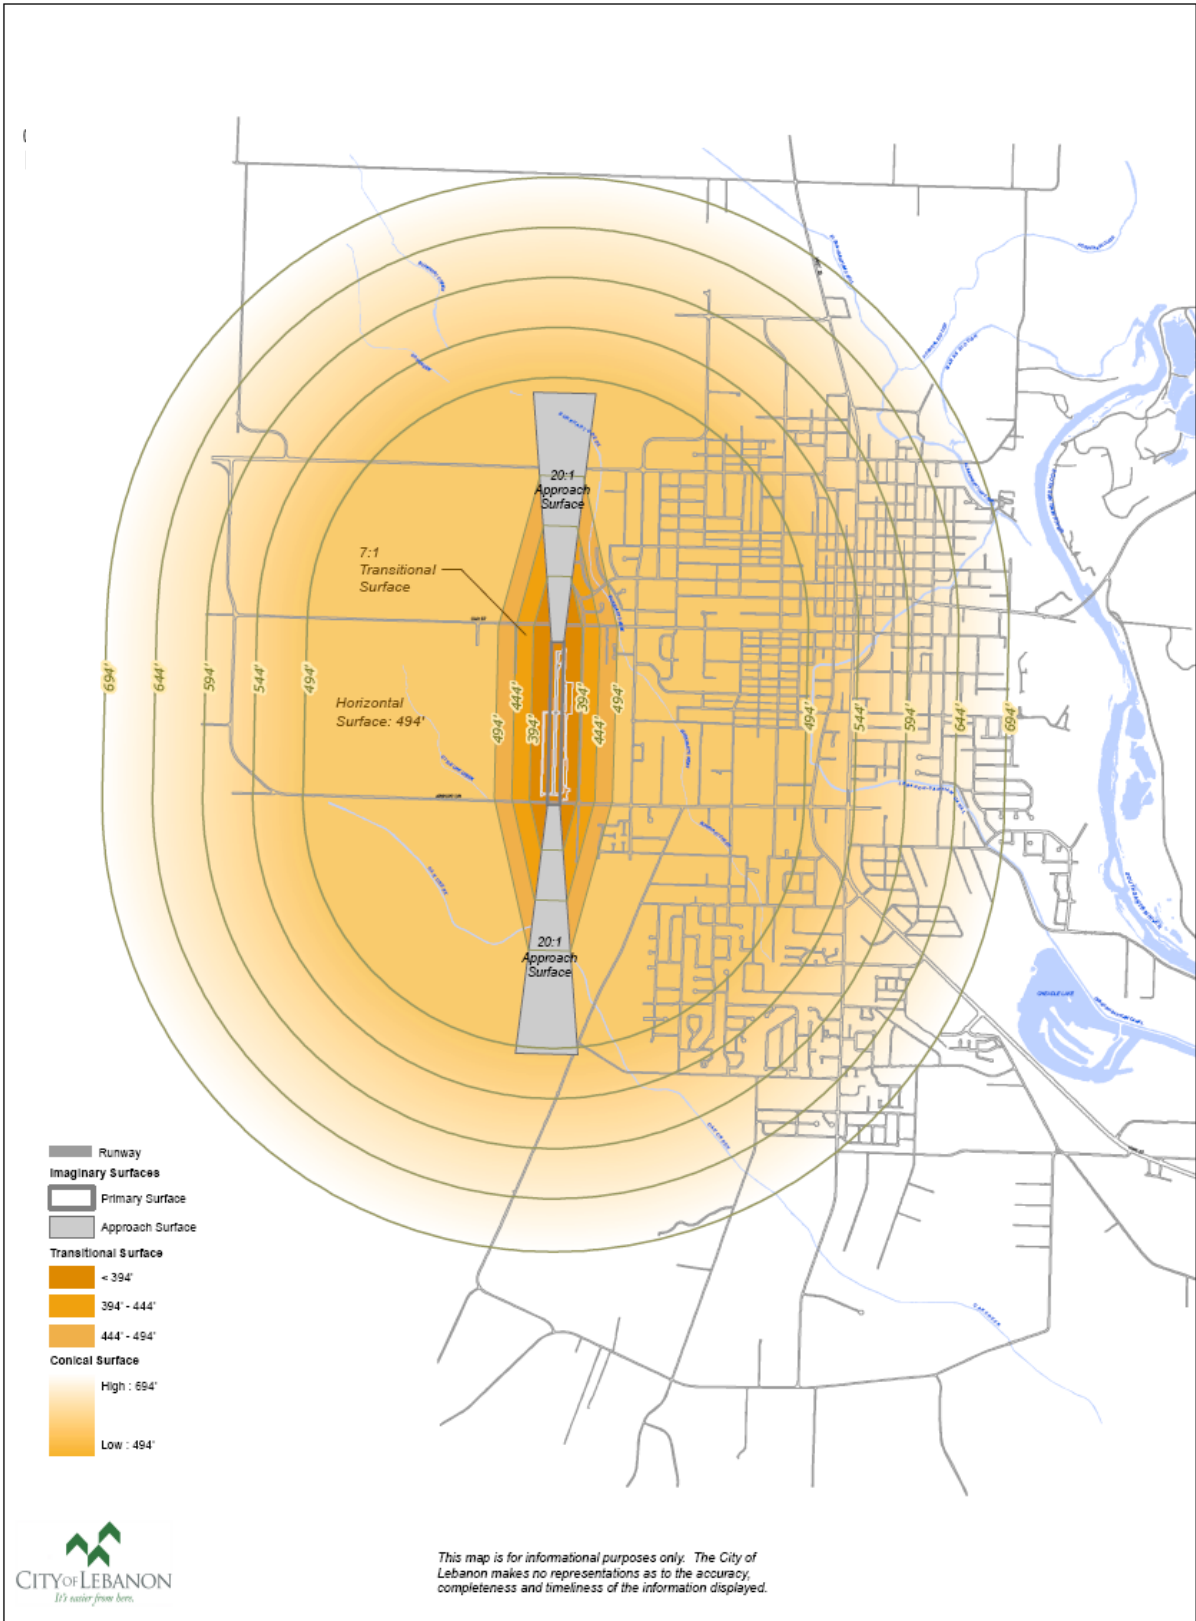 20:1
Approach
Surface
7:1
Transitional
Surface
694'
644'
594'
544'
494'
Horizontal
Surface: 494'
494'
444'
394'
394'
444'
494'
494'
544'
594'
644'
694'
20:1
Approach
Surface
CHEADLE LAKE
OAK CREEK
Runway
Imaginary Surfaces
Primary Surface
Approach Surface
Transitional Surface
< 394'
394' - 444'
444' - 494'
Conical Surface
High : 694'
Low : 494'
CITY OF LEBANON
It's easier from here.
This map is for informational purposes only. The City of
Lebanon makes no representations as to the accuracy,
completeness and timeliness of the information displayed.